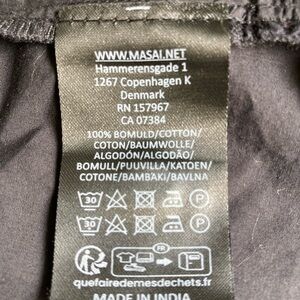 WWW.MASAI.NET
Hammerensgade 1
1267 Copenhagen K
Denmark
RN 157967
CA 07384
100% BOMULD/COTTON/
COTON/BAUMWOLLE/
ALGODÓN/ALGODÃO/
BOMULL/PUUVILLA/KATOEN/
COTONE/BAMBAKI/BAVLNA
30 P
30 P
FR
quefairedemesdechets.fr
MADE IN INDIA